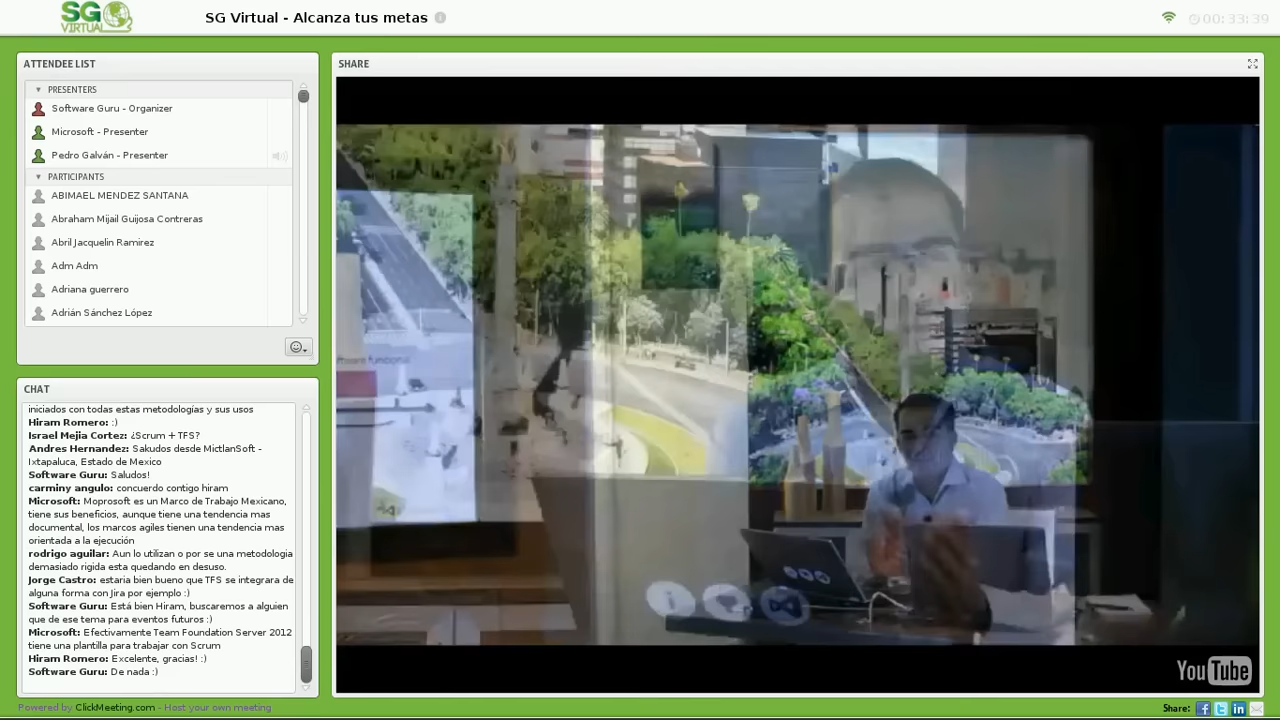 SG
VIRTUAL
SG Virtual - Alcanza tus metas
00:33:39
ATTENDEE LIST
PRESENTERS
Software Guru - Organizer
Microsoft - Presenter
Pedro Galván - Presenter
PARTICIPANTS
ABIMAEL MENDEZ SANTANA
Abraham Mijail Guijosa Contreras
Abril Jacquelin Ramirez
Adm Adm
Adriana guerrero
Adrián Sánchez López
CHAT
iniciados con todas estas metodologías y sus usos
Hiram Romero: :)
Israel Mejia Cortez: ¿Scrum + TFS?
Andres Hernandez: Sakudos desde MictlanSoft -
Ixtapaluca, Estado de Mexico
Software Guru: Saludos!
carminy angulo: concuerdo contigo hiram
Microsoft: Moprosoft es un Marco de Trabajo Mexicano,
tiene sus beneficios, aunque tiene una tendencia mas
documental, los marcos agiles tienen una tendencia mas
orientada a la ejecución
rodrigo aguilar: Aun lo utilizan o por se una metodologia
demasiado rigida esta quedando en desuso.
Jorge Castro: estaria bien bueno que TFS se integrara de
alguna forma con Jira por ejemplo :)
Software Guru: Está bien Hiram, buscaremos a alguien
que de ese tema para eventos futuros :)
Microsoft: Efectivamente Team Foundation Server 2012
tiene una plantilla para trabajar con Scrum
Hiram Romero: Excelente, gracias! :)
Software Guru: De nada :)
Powered by ClickMeeting.com - Host your own meeting
SHARE
funcional
YouTube
Share: